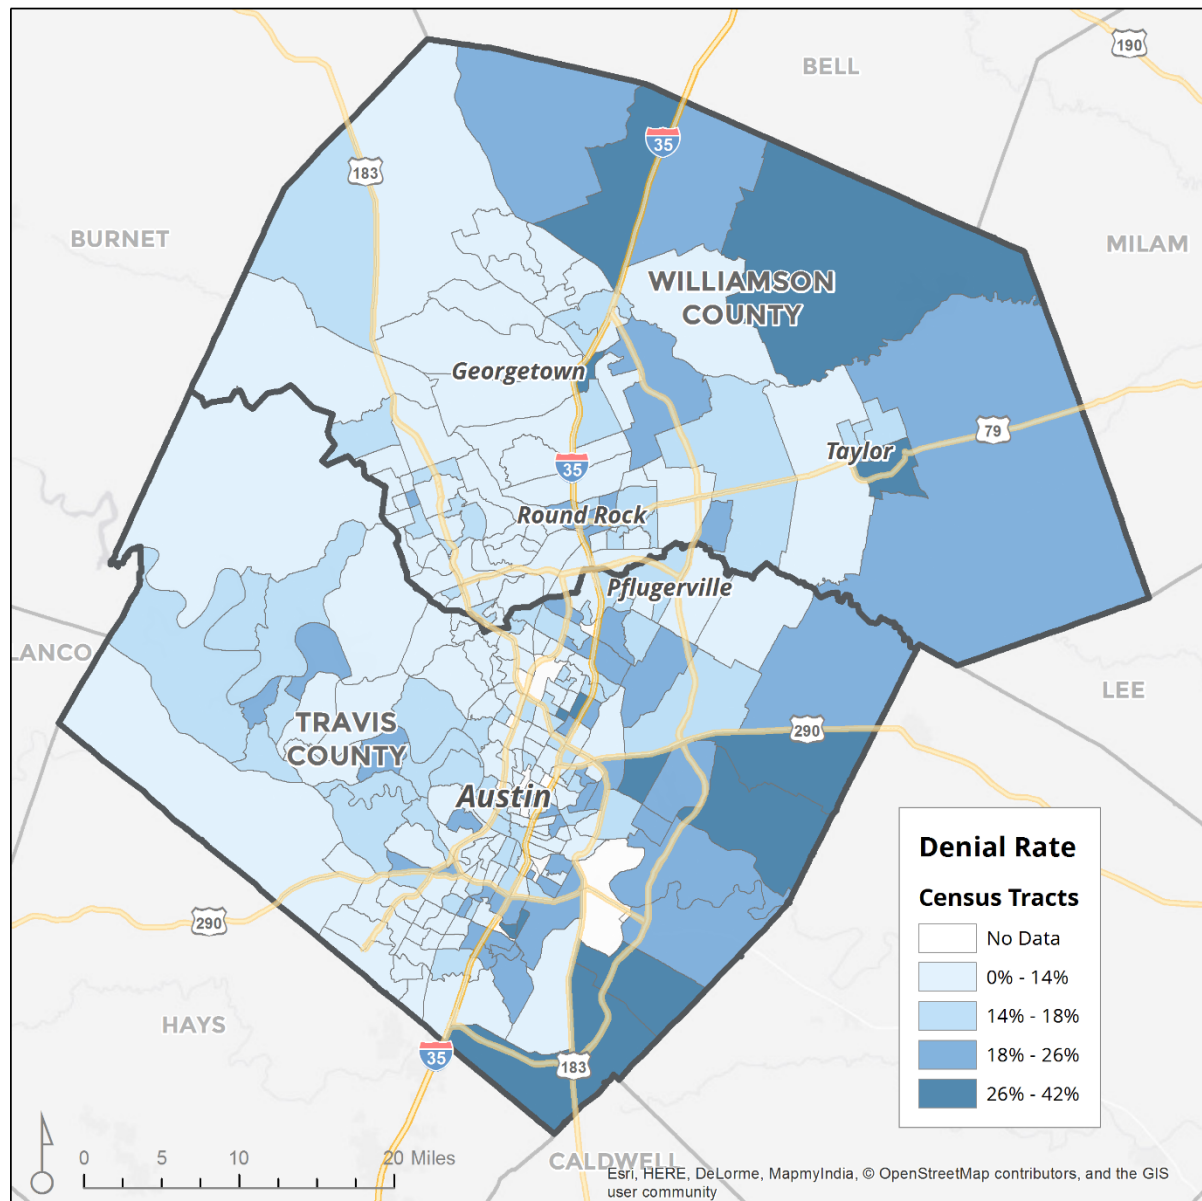 190
BELL
35
183
BURNET
MILAM
WILLIAMSON
COUNTY
Georgetown
79
Taylor
35
Round Rock
Pflugerville
LANCO
LEE
TRAVIS
COUNTY
290
Austin
Denial Rate
Census Tracts
No Data
0% - 14%
14% - 18%
18% - 26%
26% - 42%
290
HAYS
35
183
0 5 10 20 Miles
CALDWELL
Esri, HERE, DeLorme, MapmyIndia, © OpenStreetMap contributors, and the GIS
user community